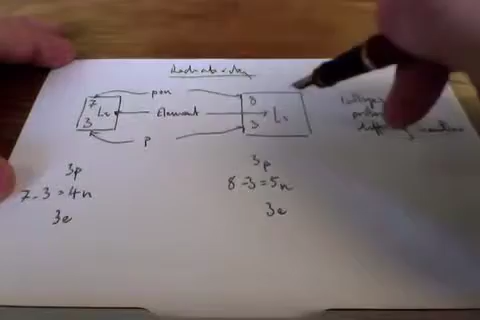 Radioactivity
7 p+n 8
Li Element Li
3 p 3
3p 3p
7-3=4n 8-3=5n
3e 3e